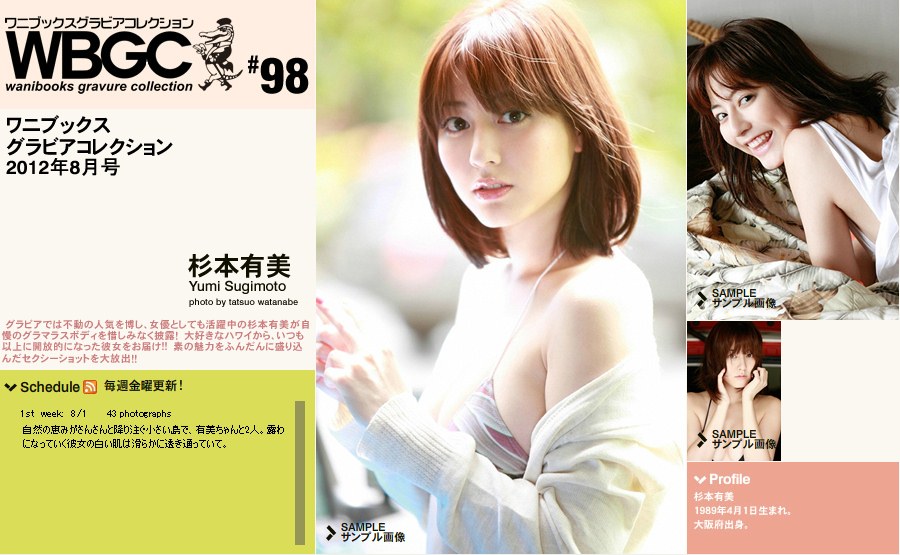 ワニブックスグラビアコレクション
WBGC
wanibooks gravure collection
#98
ワニブックス
グラビアコレクション
2012年8月号
杉本有美
Yumi Sugimoto
photo by tatsuo watanabe
グラビアでは不動の人気を博し、女優としても活躍中の杉本有美が自
慢のグラマラスボディを惜しみなく披露! 大好きなハワイから、いつも
以上に開放的になった彼女をお届け!! 素の魅力をふんだんに盛り込
んだセクシーショットを大放出!!
Schedule 毎週金曜更新!
1st week: 8/1 43 photographs
自然の恵みがさんさんと降り注ぐ小さい島で、有美ちゃんと2人。露わ
になっていく彼女の白い肌は滑らかに透き通っていて。
SAMPLE
サンプル画像
SAMPLE
サンプル画像
SAMPLE
サンプル画像
Profile
杉本有美
1989年4月1日生まれ。
大阪府出身。